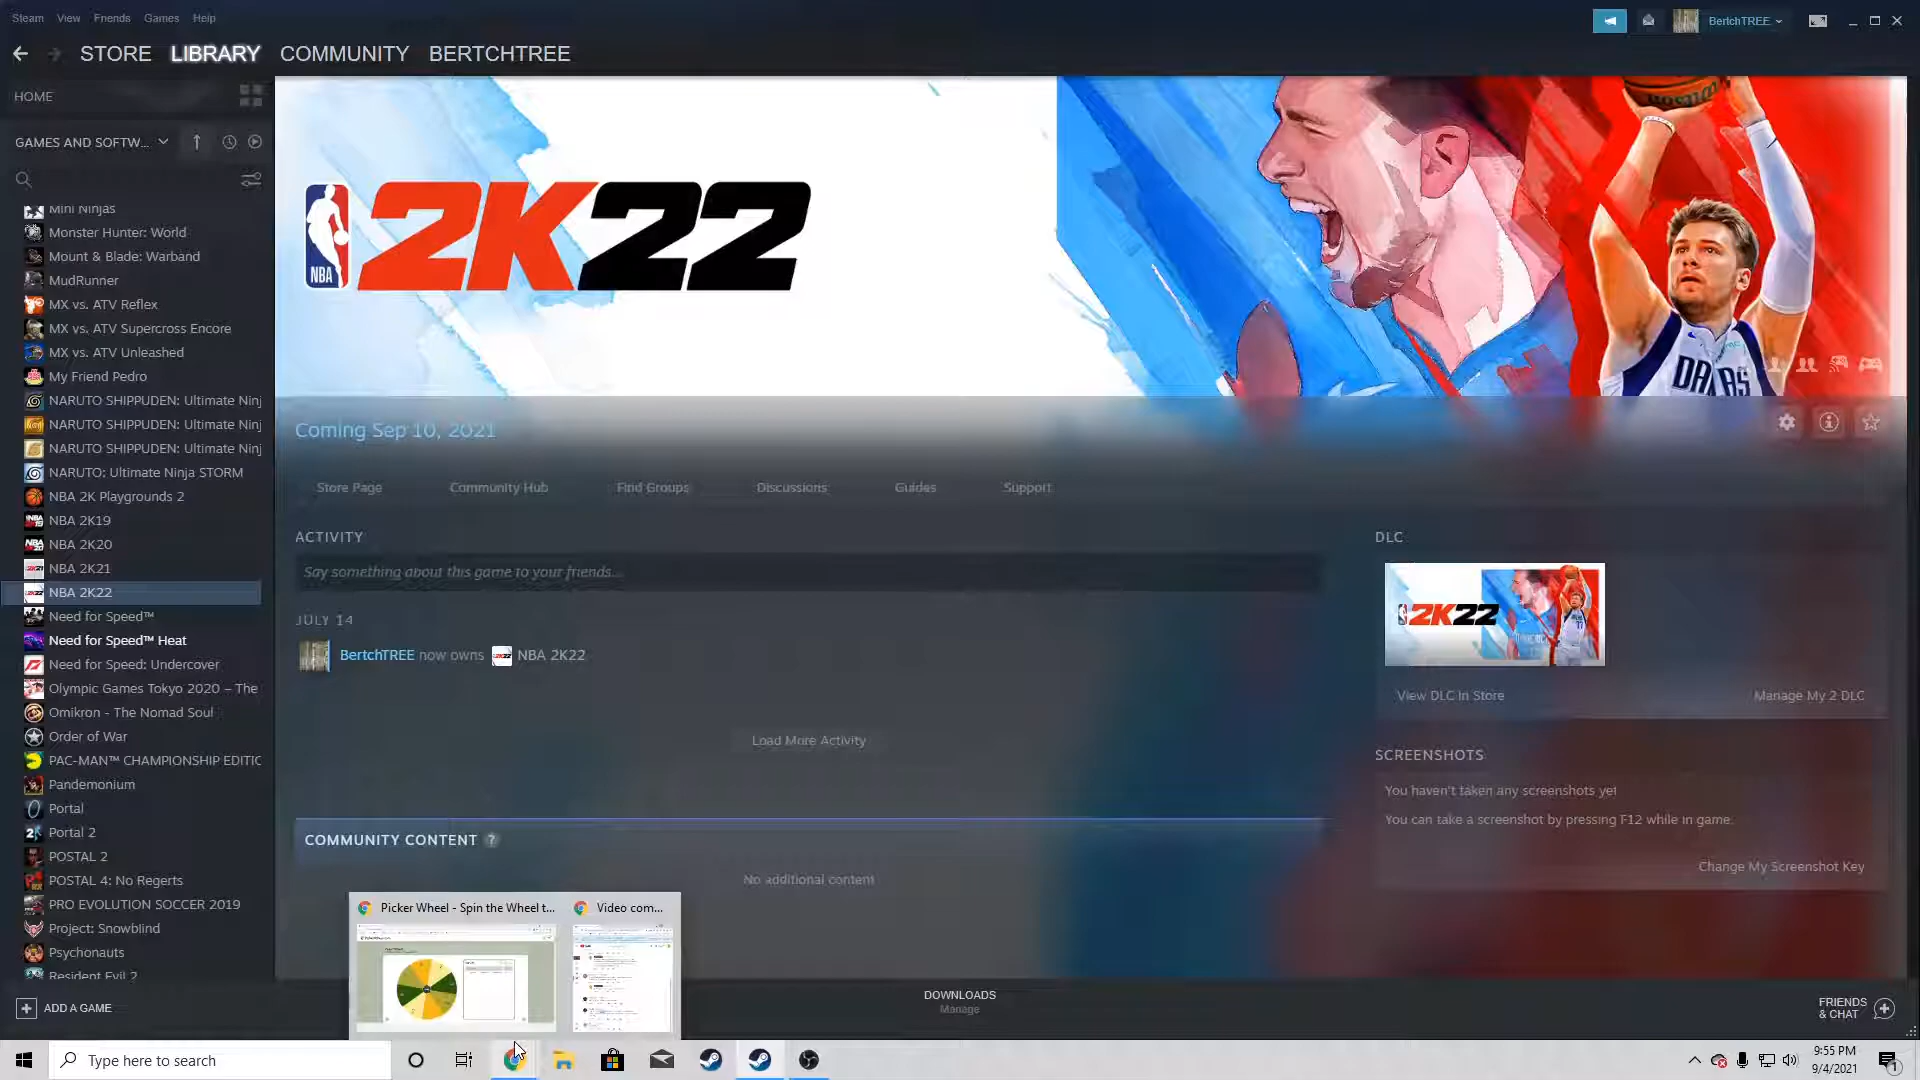 Steam View Friends Games Help
BertchTREE
STORE LIBRARY COMMUNITY BERTCHTREE
HOME
GAMES AND SOFTW...
Mini Ninjas
Monster Hunter: World
Mount & Blade: Warband
MudRunner
MX vs. ATV Reflex
MX vs. ATV Supercross Encore
MX vs. ATV Unleashed
My Friend Pedro
NARUTO SHIPPUDEN: Ultimate Ninj
NARUTO SHIPPUDEN: Ultimate Ninj
NARUTO SHIPPUDEN: Ultimate Ninj
NARUTO: Ultimate Ninja STORM
NBA 2K Playgrounds 2
NBA 2K19
NBA 2K20
NBA 2K21
NBA 2K22
Need for Speed™
Need for Speed™ Heat
Need for Speed: Undercover
Olympic Games Tokyo 2020 – The
Omikron - The Nomad Soul
Order of War
PAC-MAN™ CHAMPIONSHIP EDITIC
Pandemonium
Portal
Portal 2
POSTAL 2
POSTAL 4: No Regerts
PRO EVOLUTION SOCCER 2019
Project: Snowblind
Psychonauts
Resident Evil 2
ADD A GAME
NBA 2K22
Coming Sep 10, 2021
Store Page Community Hub Find Groups Discussions Guides Support
ACTIVITY
Say something about this game to your friends...
JULY 14
BertchTREE now owns NBA 2K22
Load More Activity
COMMUNITY CONTENT ?
No additional content
DLC
2K22
View DLC In Store Manage My 2 DLC
SCREENSHOTS
You haven't taken any screenshots yet
You can take a screenshot by pressing F12 while in game.
Change My Screenshot Key
Picker Wheel - Spin the Wheel t... Video com...
DOWNLOADS
Manage
FRIENDS
& CHAT
Type here to search
9:55 PM
9/4/2021